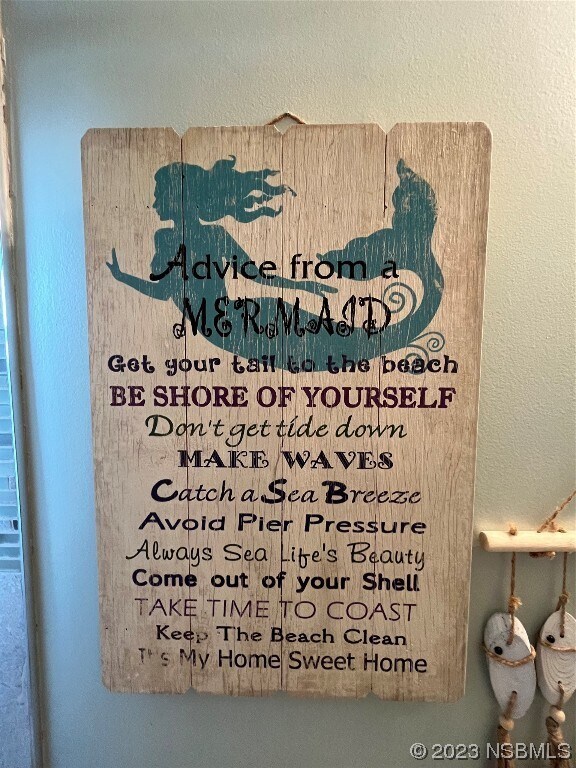 Advice from a
MERMAID
Get your tail to the beach
BE SHORE OF YOURSELF
Don't get tide down
MAKE WAVES
Catch a Sea Breeze
Avoid Pier Pressure
Always Sea Life's Beauty
Come out of your Shell
TAKE TIME TO COAST
Keep The Beach Clean
It's My Home Sweet Home
© 2023 NSBMLS